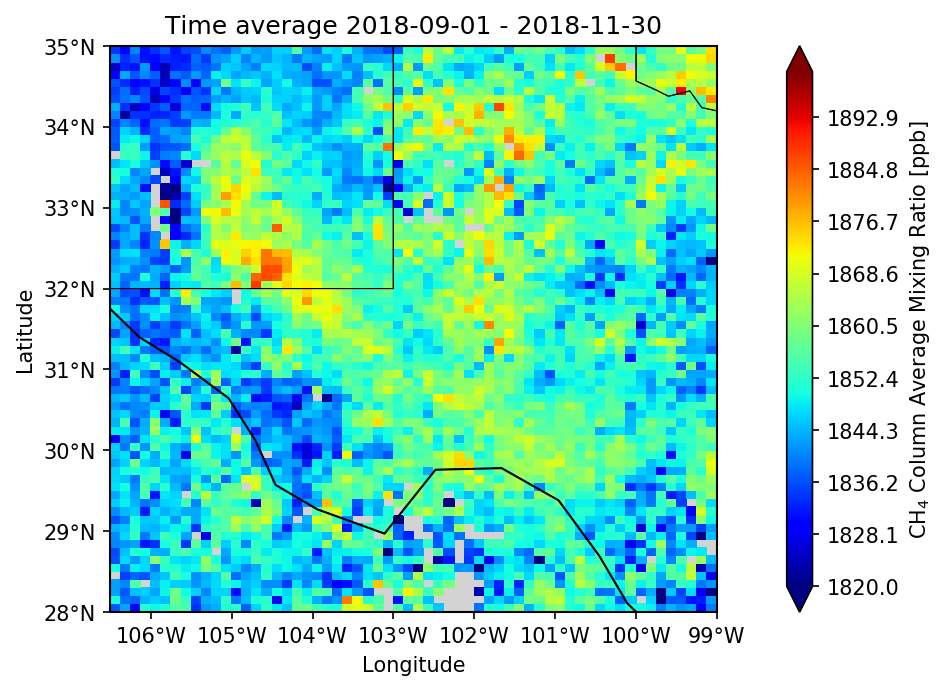 Time average 2018-09-01 - 2018-11-30
35°N
34°N
33°N
32°N
31°N
30°N
29°N
28°N
Latitude
106°W 105°W 104°W 103°W 102°W 101°W 100°W 99°W
Longitude
1892.9
1884.8
1876.7
1868.6
1860.5
1852.4
1844.3
1836.2
1828.1
1820.0
CH₄ Column Average Mixing Ratio [ppb]